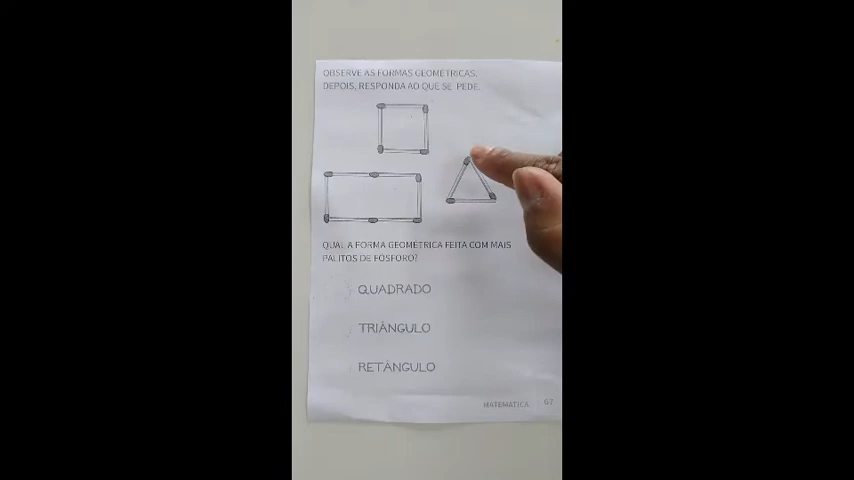 OBSERVE AS FORMAS GEOMÉTRICAS.
DEPOIS, RESPONDA AO QUE SE PEDE.
QUAL A FORMA GEOMÉTRICA FEITA COM MAIS
PALITOS DE FÓSFORO?
QUADRADO
TRIÂNGULO
RETÂNGULO
MATEMÁTICA 67